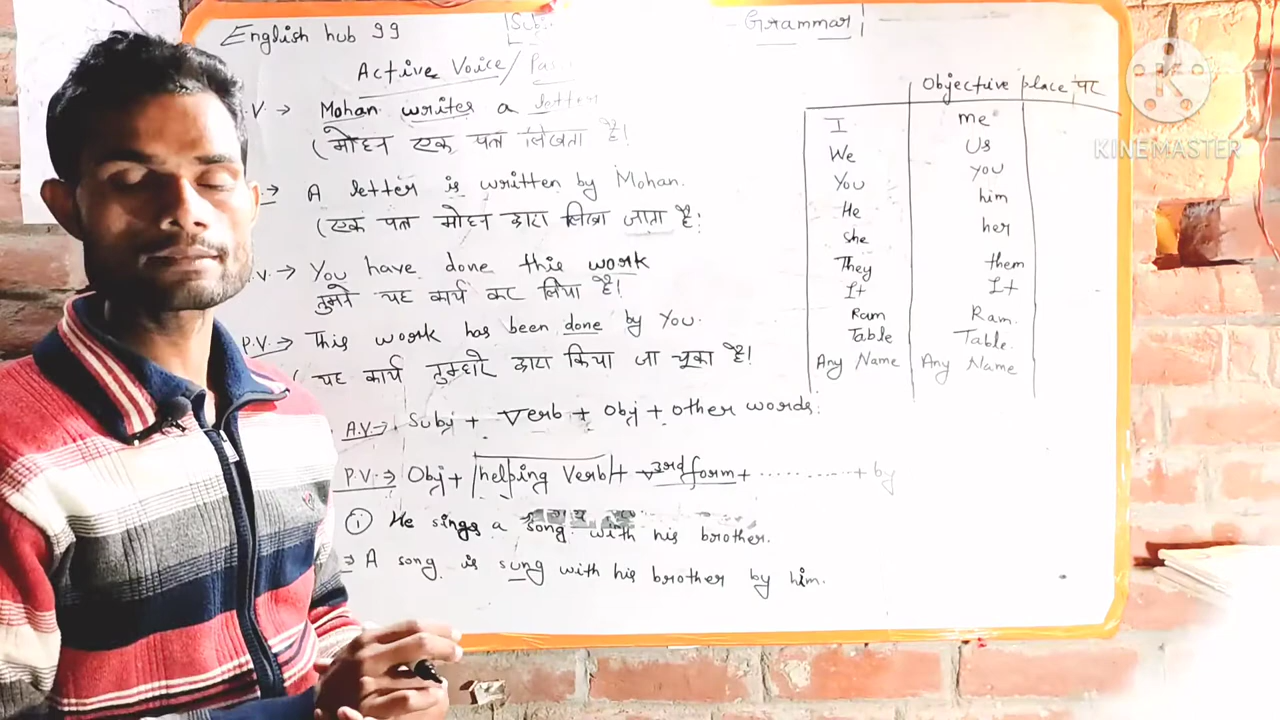 English hub 99
Grammar
Active Voice/
.V → Mohan writes a letter
(मोहन एक पत्र लिखता है।
→ A letter is written by Mohan.
(एक पत्र मोहन द्वारा लिखा जाता है।
.V. → You have done this work
तुमने यह कार्य कर लिया है।
P.V. → This work has been done by You.
( यह कार्य तुम्हारे द्वारा किया जा चूका है।
A.V. → Subj + Verb + Obj + other words.
P.V. → Obj + helping Verb + 3rd form + ............ + by
① He sings a song with his brother.
⇒ A song is sung with his brother by him.
Objective place पर
I me
We Us
You you
He him
she her
They them
It It
Ram Ram.
Table Table.
Any Name Any Name
KINEMASTER